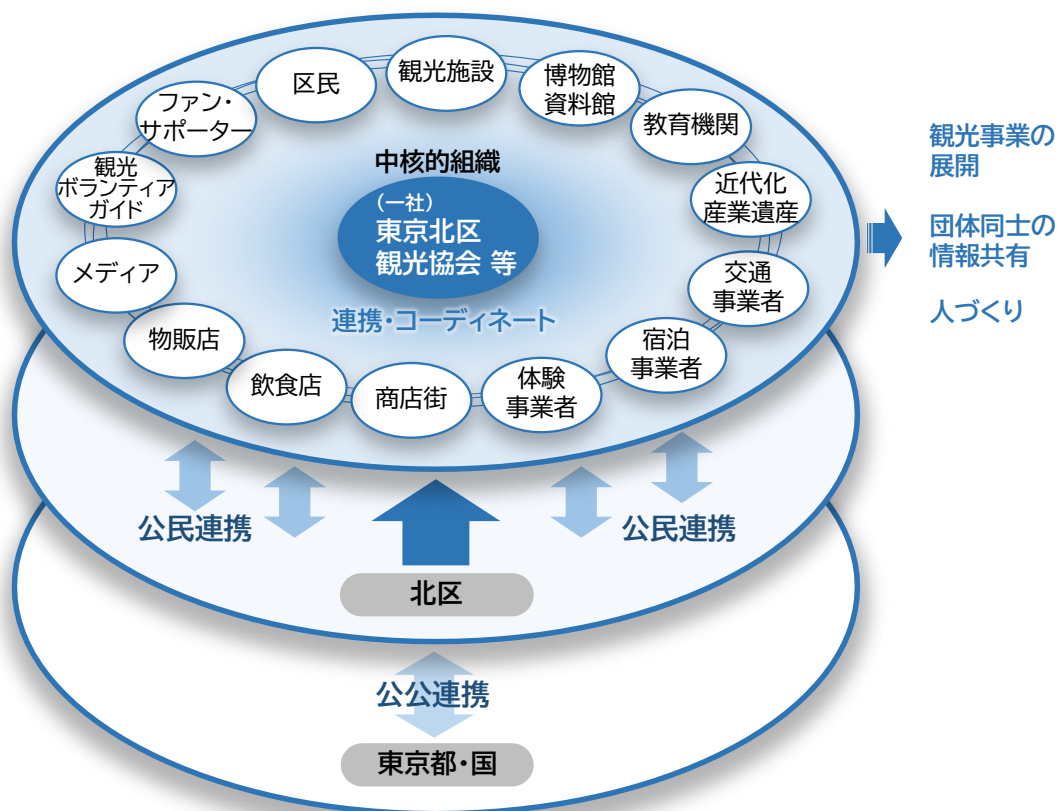 観光施設
区民
博物館
資料館
ファン・
サポーター
教育機関
観光
ボランティア
ガイド
近代化
産業遺産
中核的組織
(一社)
東京北区
観光協会 等
連携・コーディネート
メディア
交通
事業者
物販店
宿泊
事業者
飲食店
商店街
体験
事業者
観光事業の
展開
団体同士の
情報共有
人づくり
公民連携
公民連携
北区
公公連携
東京都・国